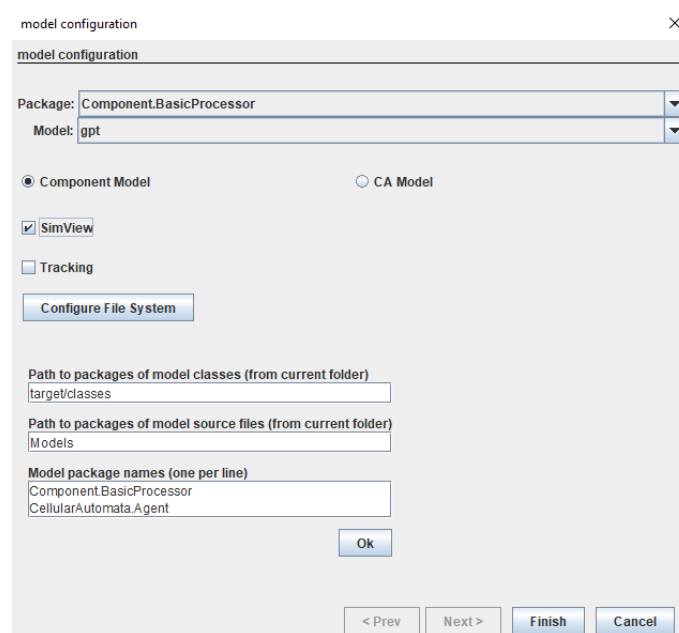 model configuration
model configuration
Package: Component.BasicProcessor
Model: gpt
Component Model CA Model
SimView
Tracking
Configure File System
Path to packages of model classes (from current folder)
target/classes
Path to packages of model source files (from current folder)
Models
Model package names (one per line)
Component.BasicProcessor
CellularAutomata.Agent
Ok
< Prev Next > Finish Cancel